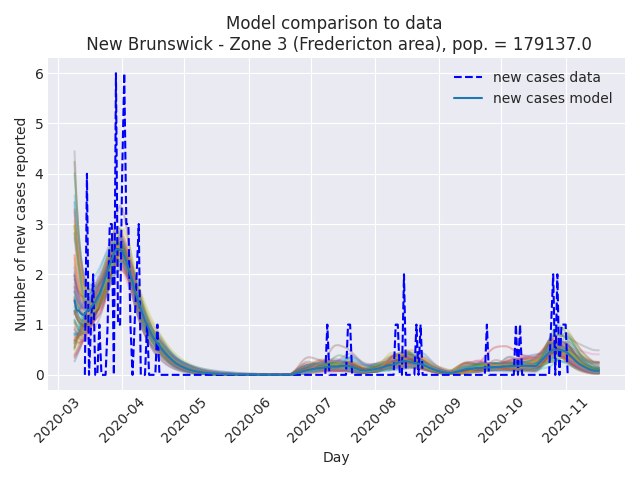 Model comparison to data
New Brunswick - Zone 3 (Fredericton area), pop. = 179137.0
new cases data
new cases model
Number of new cases reported
6
5
4
3
2
1
0
2020-03
2020-04
2020-05
2020-06
2020-07
2020-08
2020-09
2020-10
2020-11
Day